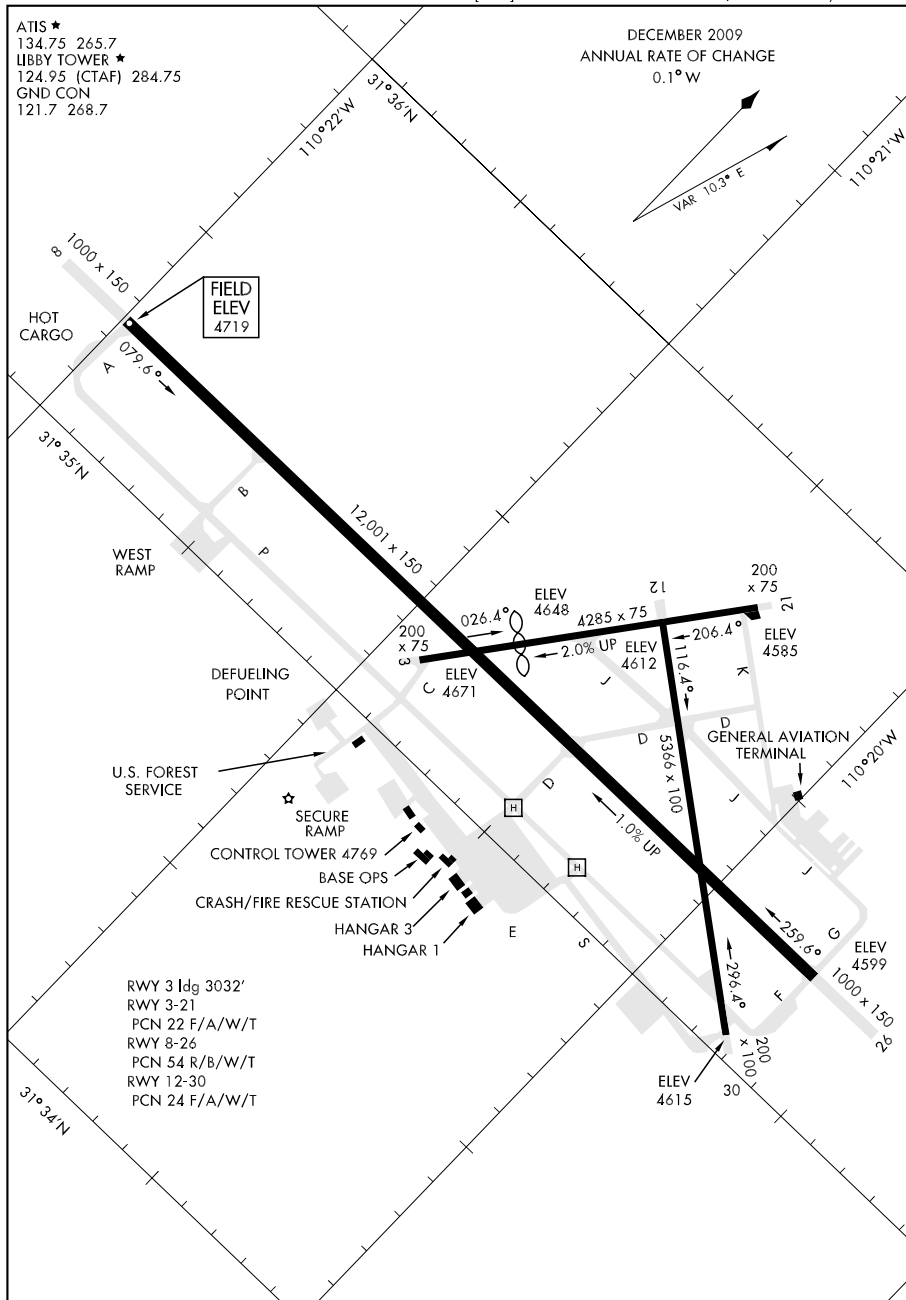 ATIS ★
134.75 265.7
LIBBY TOWER ★
124.95 (CTAF) 284.75
GND CON
121.7 268.7
DECEMBER 2009
ANNUAL RATE OF CHANGE
0.1° W
31°36'N
110°22'W
110°21'W
VAR 10.3° E
8
1000 x 150
FIELD
ELEV
4719
HOT
CARGO
079.6°
A
31°35'N
B
P
12,001 x 150
WEST
RAMP
ELEV
4648
12
200
x 75
21
026.4°
4285 x 75
200
x 75
3
2.0% UP
ELEV
4612
206.4°
ELEV
4585
ELEV
4671
C
J
116.4°
K
DEFUELING
POINT
D
D
GENERAL AVIATION
TERMINAL
110°20'W
U.S. FOREST
SERVICE
D
5366 x 100
J
H
SECURE
RAMP
1.0% UP
CONTROL TOWER 4769
BASE OPS
H
J
CRASH/FIRE RESCUE STATION
HANGAR 3
HANGAR 1
E
S
259.6°
G
ELEV
4599
296.4°
F
1000 x 150
26
RWY 3 ldg 3032'
RWY 3-21
PCN 22 F/A/W/T
RWY 8-26
PCN 54 R/B/W/T
RWY 12-30
PCN 24 F/A/W/T
200
x 100
ELEV
4615
30
31°34'N